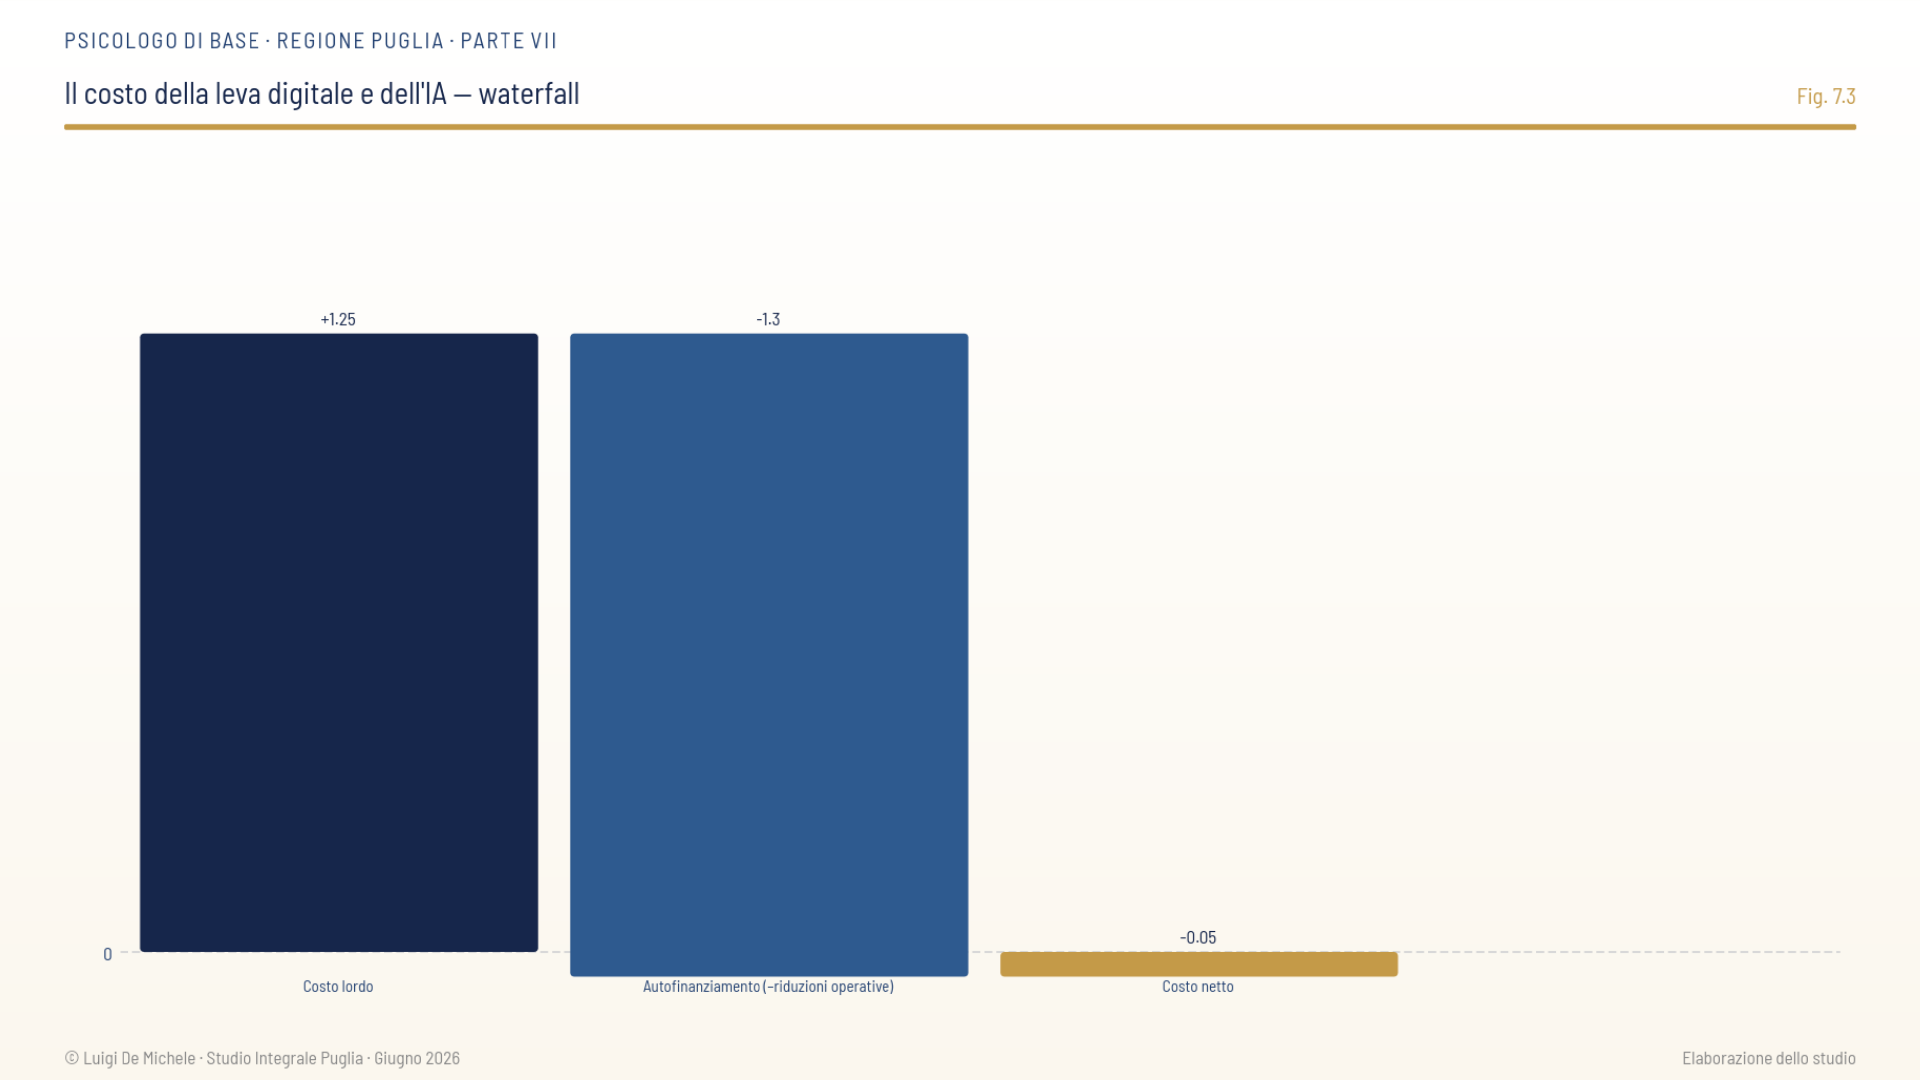 PSICOLOGO DI BASE · REGIONE PUGLIA · PARTE VII
Il costo della leva digitale e dell'IA — waterfall
Fig. 7.3
+1.25
-1.3
-0.05
0
Costo lordo
Autofinanziamento (−riduzioni operative)
Costo netto
© Luigi De Michele · Studio Integrale Puglia · Giugno 2026
Elaborazione dello studio